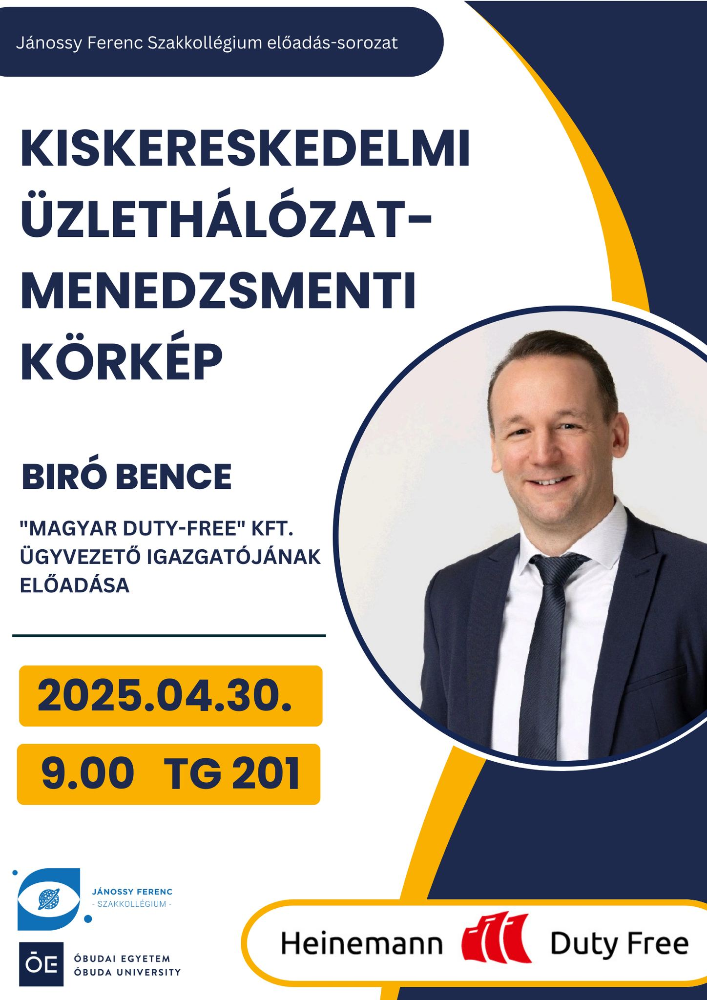 Jánossy Ferenc Szakkollégium előadás-sorozat
KISKERESKEDELMI
ÜZLETHÁLÓZAT-
MENEDZSMENTI
KÖRKÉP
BIRÓ BENCE
"MAGYAR DUTY-FREE" KFT.
ÜGYVEZETŐ IGAZGATÓJÁNAK
ELŐADÁSA
2025.04.30.
9.00 TG 201
JÁNOSSY FERENC
- SZAKKOLLÉGIUM -
ŌE
ÓBUDAI EGYETEM
ÓBUDA UNIVERSITY
Heinemann Duty Free